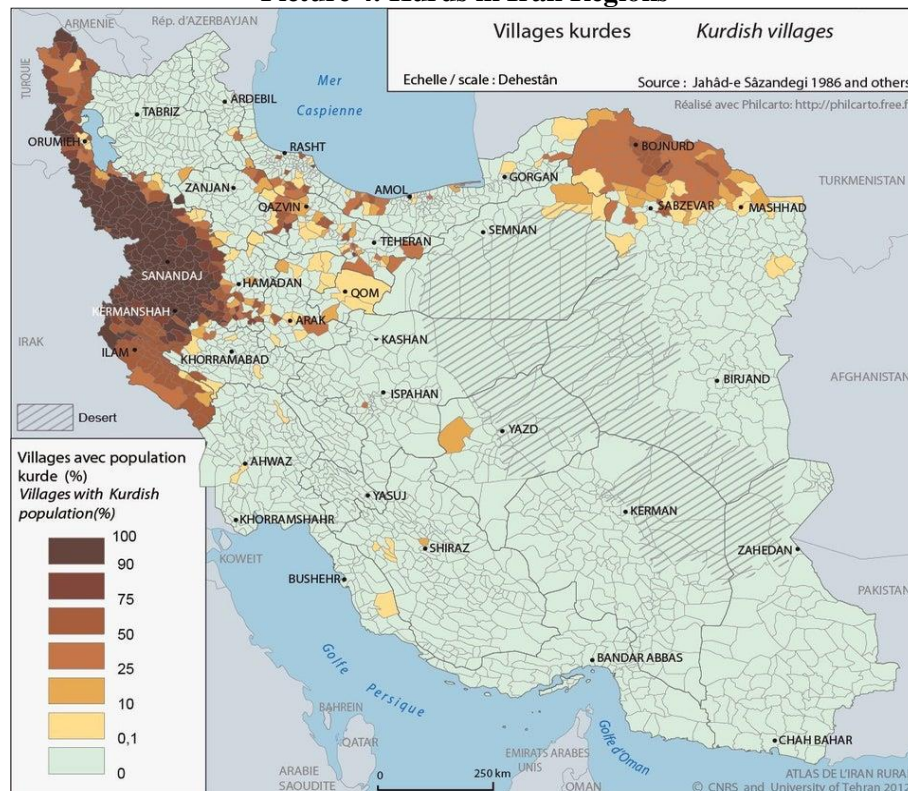 Kurds in Iran Regions
Villages kurdes Kurdish villages
Echelle / scale : Dehestân Source : Jahâd-e Sâzandegi 1986 and others
Réalisé avec Philcarto: http://philcarto.free.f
ARMENIE
Rép. d'AZERBAYJAN
TURQUIE
Mer
Caspienne
TABRIZ
ARDEBIL
ORUMIEH
RASHT
ZANJAN
AMOL
GORGAN
BOJNURD
TURKMENISTAN
QAZVIN
SABZEVAR
MASHHAD
TEHERAN
SEMNAN
SANANDAJ
HAMADAN
QOM
KERMANSHAH
ARAK
IRAK
ILAM
KASHAN
KHORRAMABAD
BIRJAND
AFGHANISTAN
ISPAHAN
Desert
YAZD
Villages avec population
kurde (%)
Villages with Kurdish
population(%)
100
90
75
50
25
10
0,1
0
AHWAZ
YASUJ
KERMAN
KHORRAMSHAHR
SHIRAZ
ZAHEDAN
KOWEIT
BUSHEHR
PAKISTAN
Golfe
Persique
BANDAR ABBAS
BAHREIN
QATAR
Golfe d'Oman
EMIRATS ARABES
UNIS
CHAH BAHAR
ARABIE
SAOUDITE
0 250 km
OMAN
ATLAS DE L'IRAN RURAL
© CNRS and University of Tehran 2012